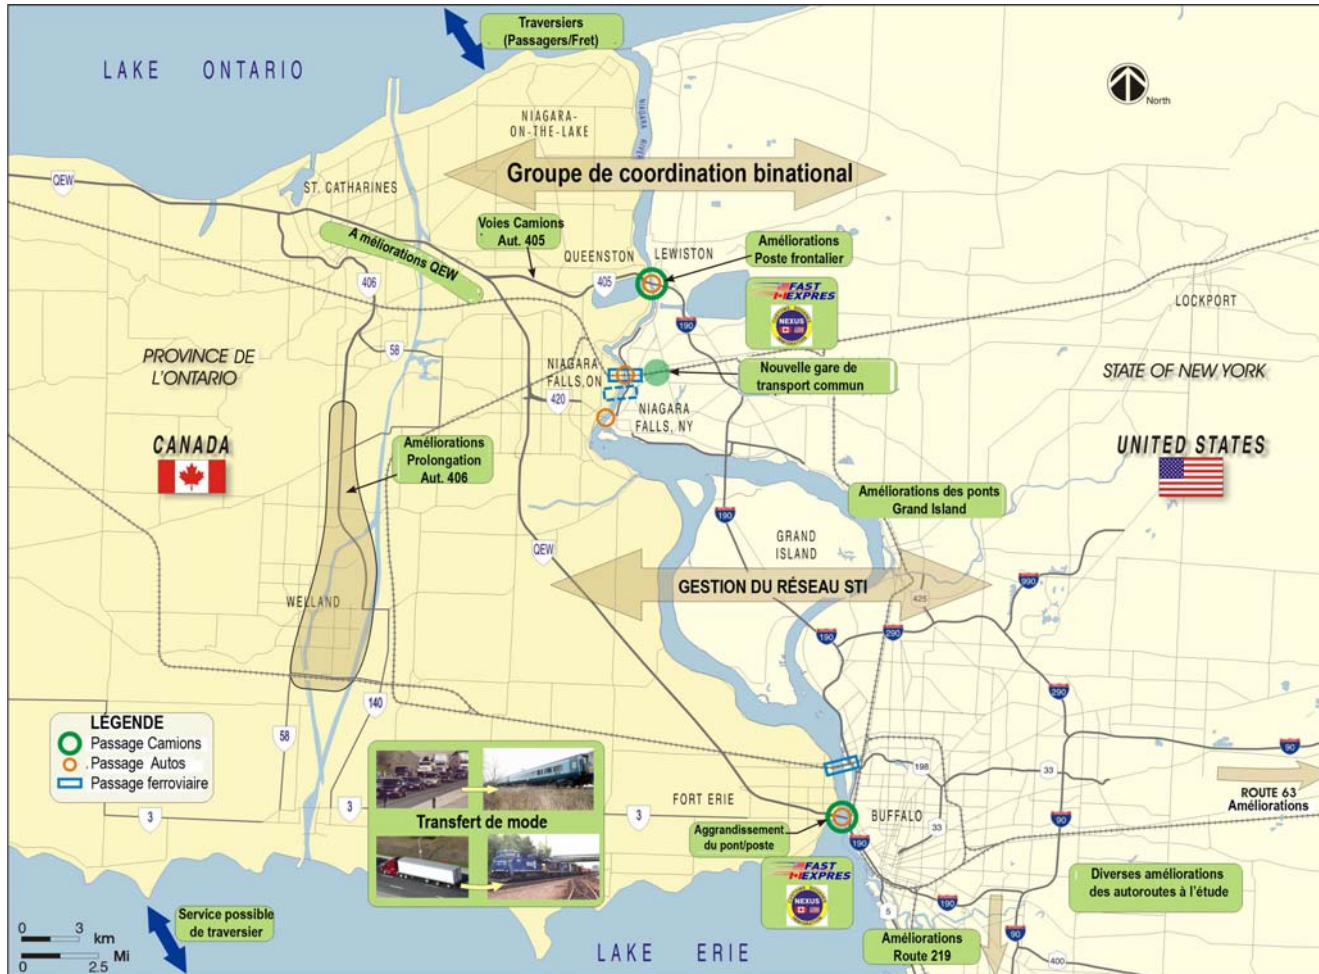 Traversiers
(Passagers/Fret)
LAKE ONTARIO
North
NIAGARA-
ON-THE-LAKE
NIAGARA RIVER
Groupe de coordination binational
QEW
ST. CATHARINES
Voies Camions
Aut. 405
A méliorations QEW
QUEENSTON
LEWISTON
Améliorations
Poste frontalier
406
405
FAST
EXPRES
NEXUS
LOCKPORT
190
58
PROVINCE DE
L'ONTARIO
NIAGARA
FALLS,ON
Nouvelle gare de
transport commun
STATE OF NEW YORK
420
NIAGARA
FALLS, NY
CANADA
Améliorations
Prolongation
Aut. 406
UNITED STATES
Améliorations des ponts
Grand Island
190
GRAND
ISLAND
QEW
GESTION DU RÉSEAU STI
990
425
WELLAND
190
290
290
140
58
LÉGENDE
Passage Camions
Passage Autos
Passage ferroviaire
90
198
33
ROUTE 63
Améliorations
3
3
3
FORT ERIE
Transfert de mode
Aggrandissement
du pont/poste
BUFFALO
33
90
190
FAST
EXPRES
NEXUS
Diverses améliorations
des autoroutes à l'étude
190
5
Service possible
de traversier
0 3 km
0 2.5 Mi
LAKE ERIE
Améliorations
Route 219
90
400